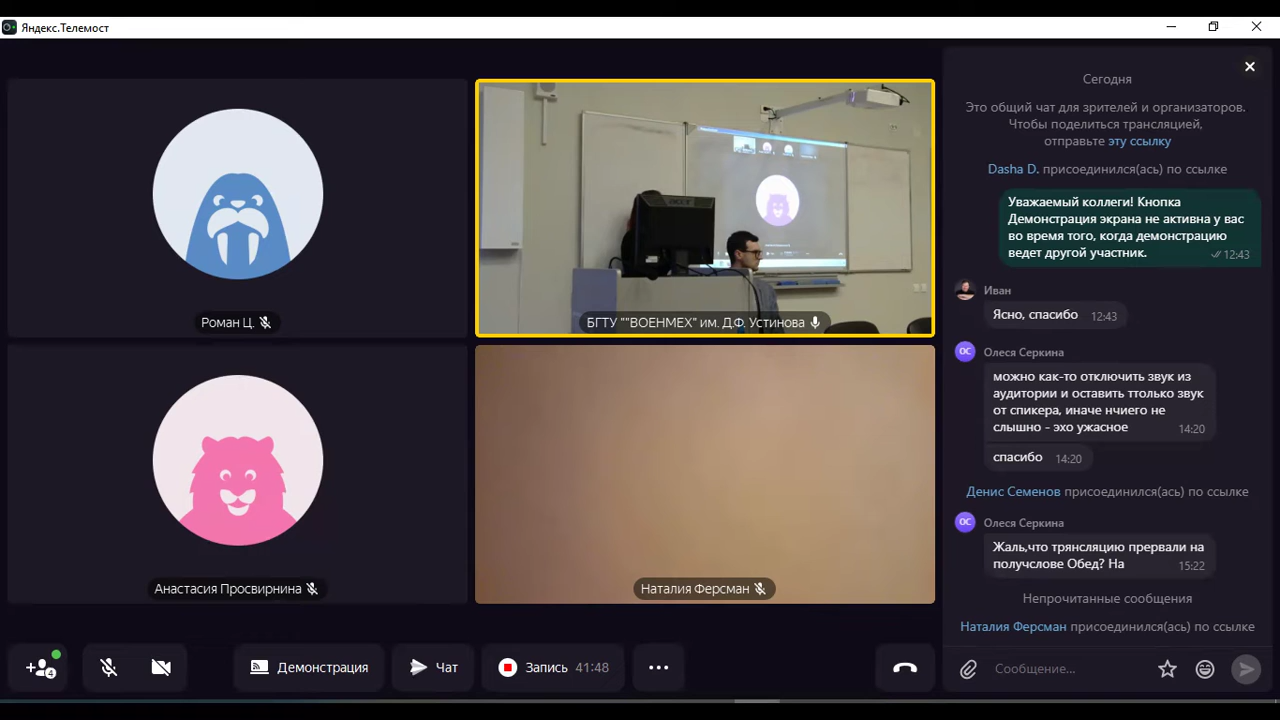 Яндекс.Телемост
Роман Ц.
acer
БГТУ ""ВОЕНМЕХ" им. Д.Ф. Устинова
Анастасия Просвирнина
Наталия Ферсман
4
Демонстрация
Чат
Запись 41:48
Сегодня
Это общий чат для зрителей и организаторов.
Чтобы поделиться трансляцией,
отправьте эту ссылку
Dasha D. присоединился(ась) по ссылке
Уважаемый коллеги! Кнопка
Демонстрация экрана не активна у вас
во время того, когда демонстрацию
ведет другой участник.
12:43
Иван
Ясно, спасибо 12:43
ОС Олеся Серкина
можно как-то отключить звук из
аудитории и оставить ттолько звук
от спикера, иначе нчиего не
слышно - эхо ужасное 14:20
спасибо 14:20
Денис Семенов присоединился(ась) по ссылке
ОС Олеся Серкина
Жаль,что трянсляцию прервали на
получслове Обед? На 15:22
Непрочитанные сообщения
Наталия Ферсман присоединился(ась) по ссылке
Сообщение...